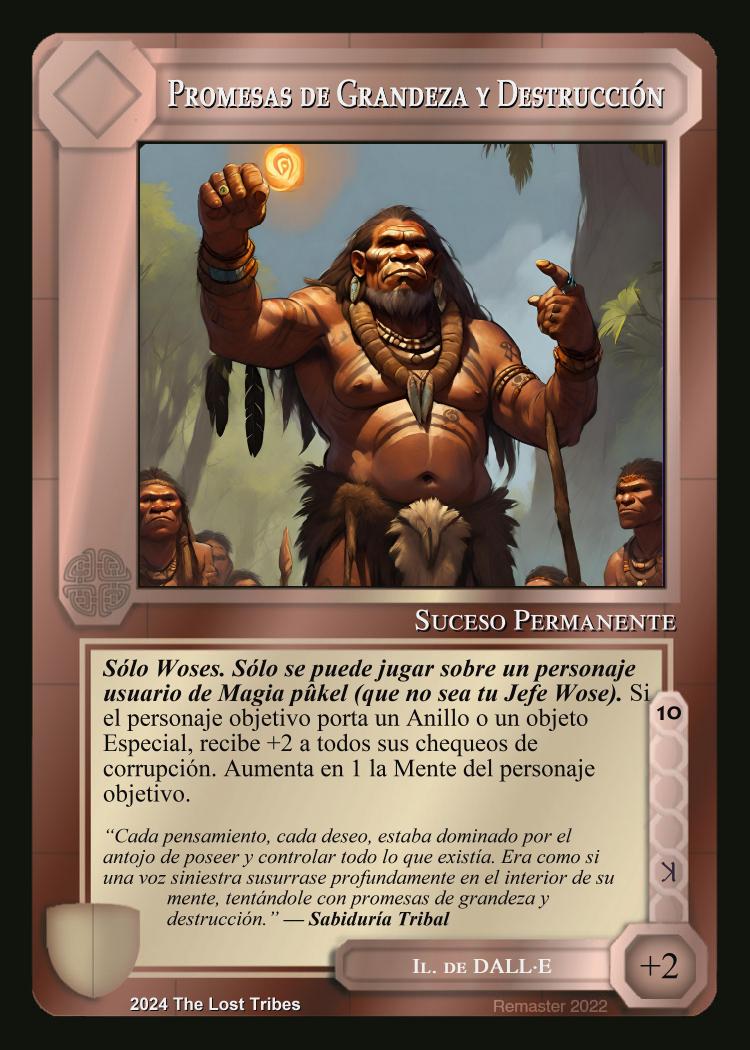 Promesas de Grandeza y Destrucción
Suceso Permanente
Sólo Woses. Sólo se puede jugar sobre un personaje
usuario de Magia pûkel (que no sea tu Jefe Wose). Si
el personaje objetivo porta un Anillo o un objeto
Especial, recibe +2 a todos sus chequeos de
corrupción. Aumenta en 1 la Mente del personaje
objetivo.
10
“Cada pensamiento, cada deseo, estaba dominado por el
antojo de poseer y controlar todo lo que existía. Era como si
una voz siniestra susurrase profundamente en el interior de su
mente, tentándole con promesas de grandeza y
destrucción.” — Sabiduría Tribal
Il. de DALL·E
+2
2024 The Lost Tribes
Remaster 2022